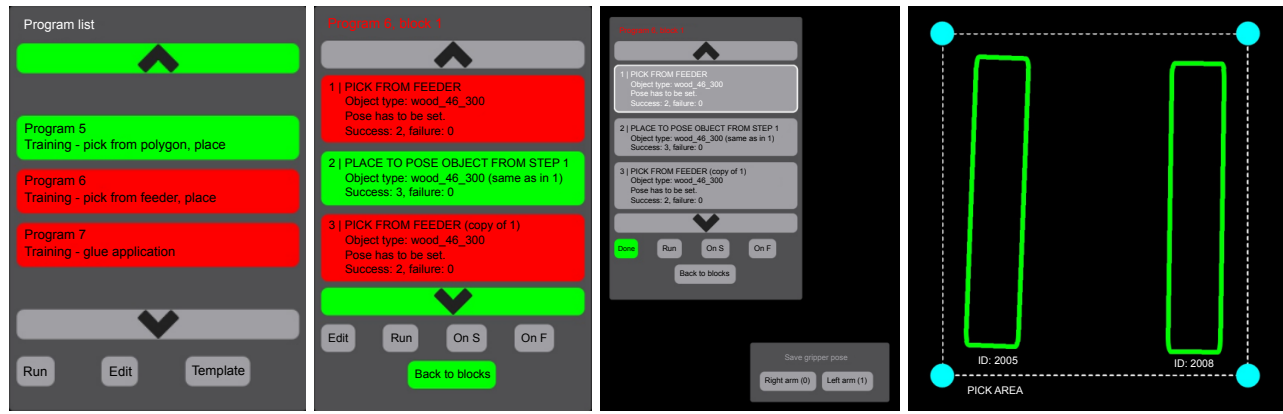 Program list
Program 5
Training - pick from polygon, place
Program 6
Training - pick from feeder, place
Program 7
Training - glue application
Run
Edit
Template
Program 6, block 1
1 | PICK FROM FEEDER
Object type: wood_46_300
Pose has to be set.
Success: 2, failure: 0
2 | PLACE TO POSE OBJECT FROM STEP 1
Object type: wood_46_300 (same as in 1)
Success: 3, failure: 0
3 | PICK FROM FEEDER (copy of 1)
Object type: wood_46_300
Pose has to be set.
Success: 2, failure: 0
Edit
Run
On S
On F
Back to blocks
Program 6, block 1
1 | PICK FROM FEEDER
Object type: wood_46_300
Pose has to be set.
Success: 2, failure: 0
2 | PLACE TO POSE OBJECT FROM STEP 1
Object type: wood_46_300 (same as in 1)
Success: 3, failure: 0
3 | PICK FROM FEEDER (copy of 1)
Object type: wood_46_300
Pose has to be set.
Success: 2, failure: 0
Done
Run
On S
On F
Back to blocks
Save gripper pose
Right arm (0)
Left arm (1)
ID: 2005
ID: 2008
PICK AREA